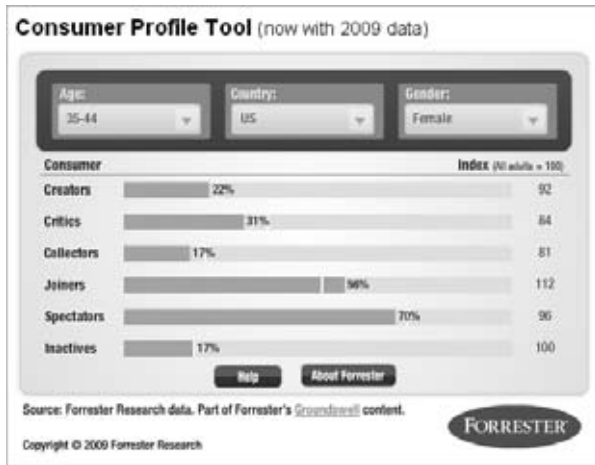 Consumer Profile Tool (now with 2009 data)
Age: Country: Gender:
35-44 US Female
Consumer Index (All adults = 100)
Creators 22% 92
Critics 31% 84
Collectors 17% 81
Joiners 56% 112
Spectators 70% 96
Inactives 17% 100
Help About Forrester
Source: Forrester Research data. Part of Forrester's Groundswell content.
FORRESTER
Copyright © 2009 Forrester Research